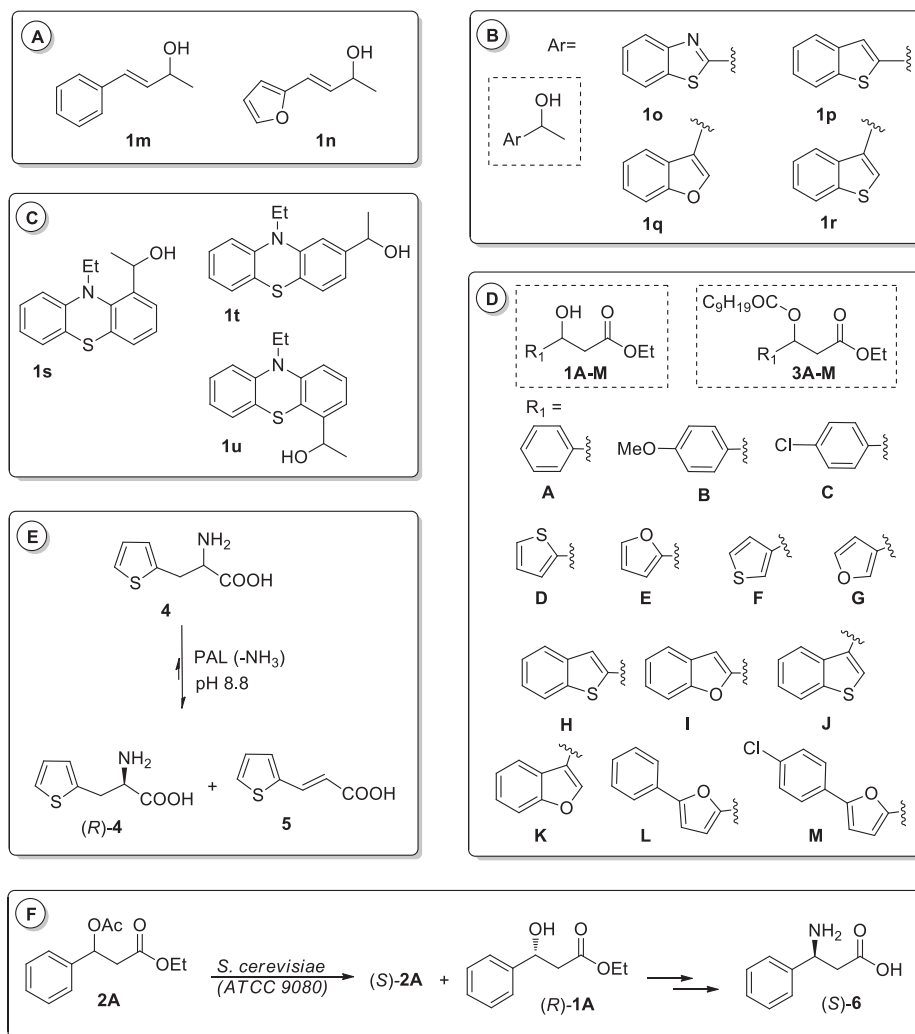 A
OH
1m
OH
O
1n
B
Ar=
OH
Ar
N
S
1o
S
1p
O
1q
S
1r
C
Et
N
OH
S
1s
Et
N
OH
S
1t
Et
N
S
HO
1u
D
OH O
R1 OEt
1A-M
C9H19OC
O O
R1 OEt
3A-M
R1 =
A
MeO
B
Cl
C
S
D
O
E
S
F
O
G
S
H
O
I
S
J
O
K
O
L
Cl
O
M
E
NH2
S COOH
4
PAL (-NH3)
pH 8.8
NH2
S COOH
(R)-4
+
S COOH
5
F
OAc O
OEt
2A
S. cerevisiae
(ATCC 9080)
(S)-2A
+
OH O
OEt
(R)-1A
NH2 O
OH
(S)-6